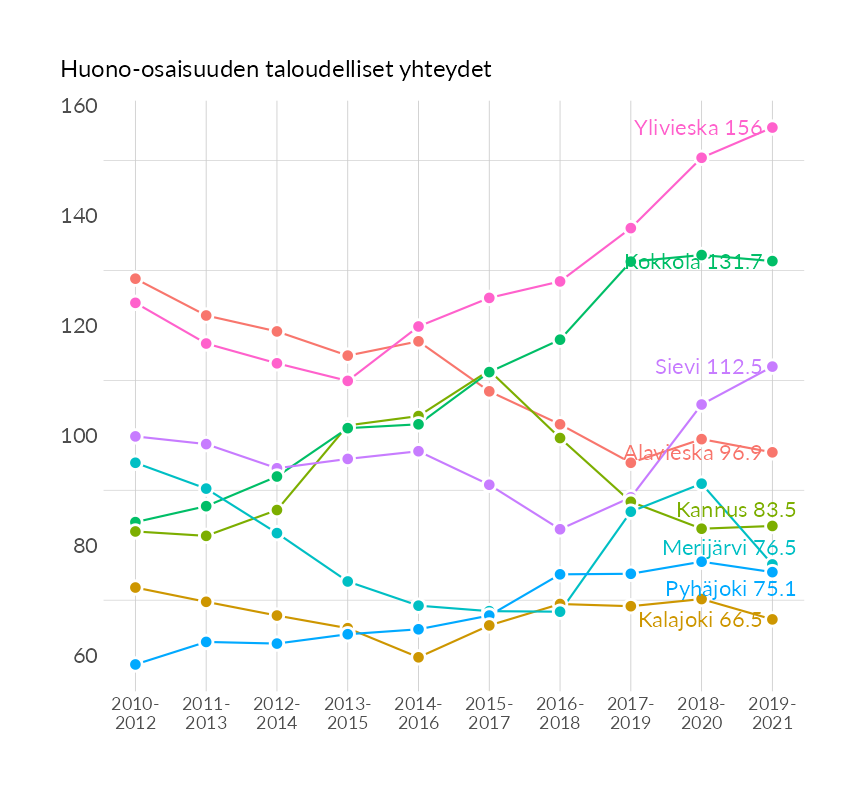 Huono-osaisuuden taloudelliset yhteydet
160
140
120
100
80
60
Ylivieska 156
Kokkola 131.7
Sievi 112.5
Alavieska 96.9
Kannus 83.5
Merijärvi 76.5
Pyhäjoki 75.1
Kalajoki 66.5
2010-
2012
2011-
2013
2012-
2014
2013-
2015
2014-
2016
2015-
2017
2016-
2018
2017-
2019
2018-
2020
2019-
2021